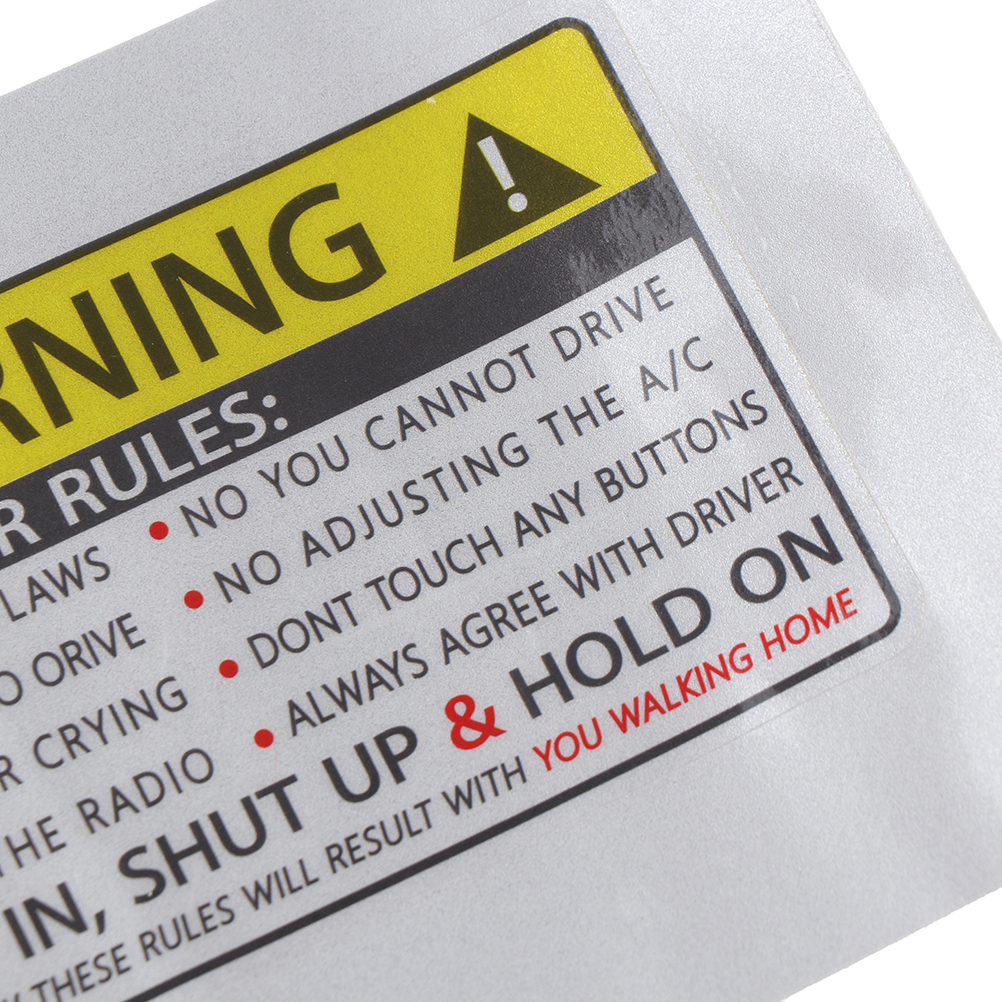 RNING !
R RULES:
LAWS • NO YOU CANNOT DRIVE
O ORIVE • NO ADJUSTING THE A/C
R CRYING • DONT TOUCH ANY BUTTONS
HE RADIO • ALWAYS AGREE WITH DRIVER
IN, SHUT UP & HOLD ON
Y THESE RULES WILL RESULT WITH YOU WALKING HOME